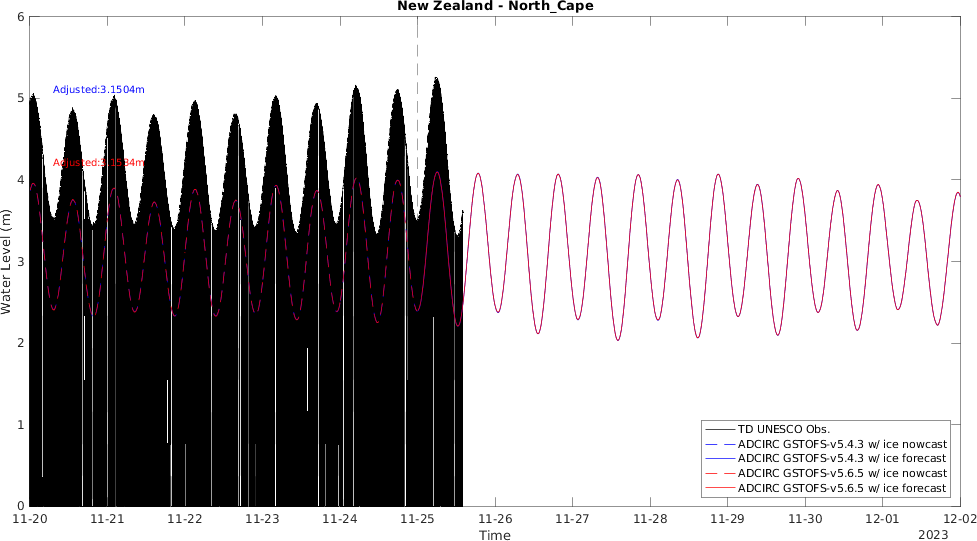 New Zealand - North_Cape
6
5
4
3
2
1
0
Water Level (m)
Adjusted:3.1504m
Adjusted:3.1534m
TD UNESCO Obs.
ADCIRC GSTOFS-v5.4.3 w/ ice nowcast
ADCIRC GSTOFS-v5.4.3 w/ ice forecast
ADCIRC GSTOFS-v5.6.5 w/ ice nowcast
ADCIRC GSTOFS-v5.6.5 w/ ice forecast
11-20 11-21 11-22 11-23 11-24 11-25 11-26 11-27 11-28 11-29 11-30 12-01 12-02
Time
2023